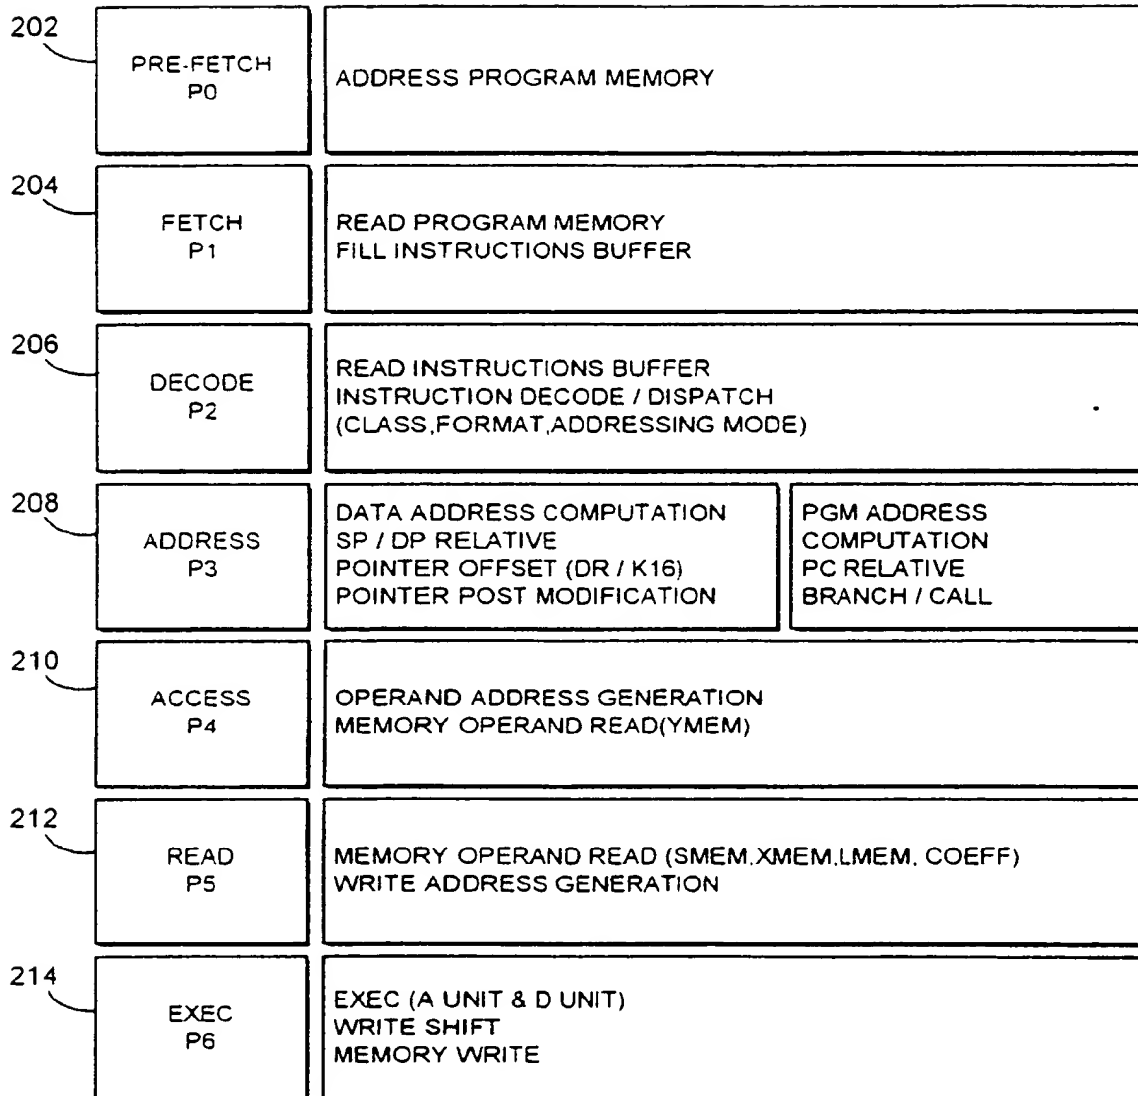 202
PRE-FETCH
P0
ADDRESS PROGRAM MEMORY
204
FETCH
P1
READ PROGRAM MEMORY
FILL INSTRUCTIONS BUFFER
206
DECODE
P2
READ INSTRUCTIONS BUFFER
INSTRUCTION DECODE / DISPATCH
(CLASS,FORMAT,ADDRESSING MODE)
208
ADDRESS
P3
DATA ADDRESS COMPUTATION
SP / DP RELATIVE
POINTER OFFSET (DR / K16)
POINTER POST MODIFICATION
PGM ADDRESS
COMPUTATION
PC RELATIVE
BRANCH / CALL
210
ACCESS
P4
OPERAND ADDRESS GENERATION
MEMORY OPERAND READ(YMEM)
212
READ
P5
MEMORY OPERAND READ (SMEM,XMEM,LMEM, COEFF)
WRITE ADDRESS GENERATION
214
EXEC
P6
EXEC (A UNIT & D UNIT)
WRITE SHIFT
MEMORY WRITE